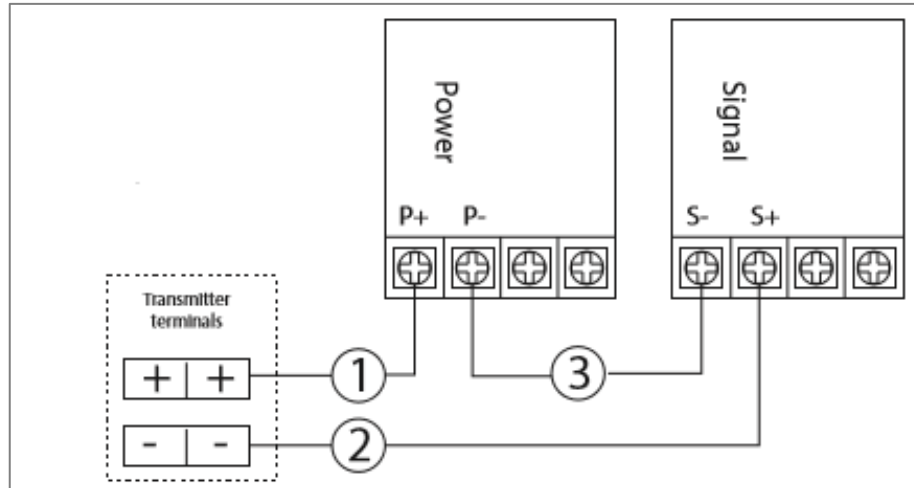 Power
Signal
P+ P-
S- S+
Transmitter
terminals
+ +
1
3
- -
2